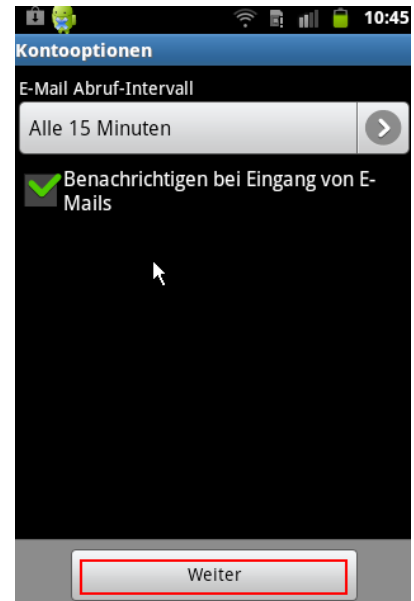 10:45
Kontooptionen
E-Mail Abruf-Intervall
Alle 15 Minuten
Benachrichtigen bei Eingang von E-
Mails
Weiter